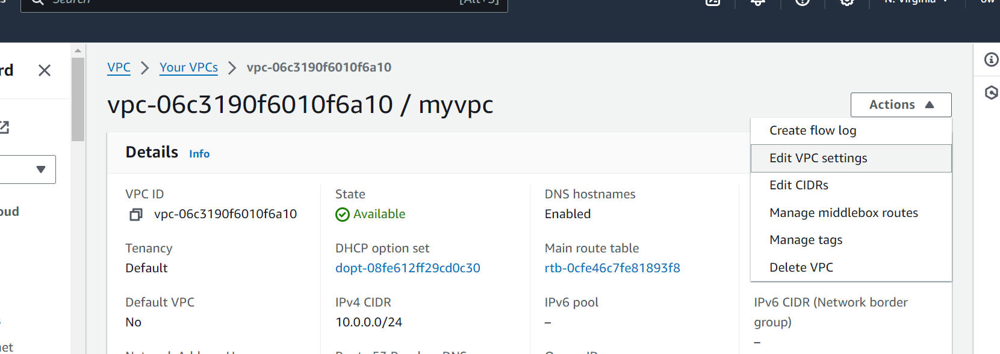 Search [Alt+S] N. Virginia
VPC Your VPCs vpc-06c3190f6010f6a10
rd
vpc-06c3190f6010f6a10 / myvpc
Actions
Create flow log
Edit VPC settings
Edit CIDRs
Manage middlebox routes
Manage tags
Delete VPC
Details Info
VPC ID
vpc-06c3190f6010f6a10
State
Available
DNS hostnames
Enabled
oud
Tenancy
Default
DHCP option set
dopt-08fe612ff29cd0c30
Main route table
rtb-0cfe46c7fe81893f8
Default VPC
No
IPv4 CIDR
10.0.0.0/24
IPv6 pool
–
IPv6 CIDR (Network border
group)
–
net